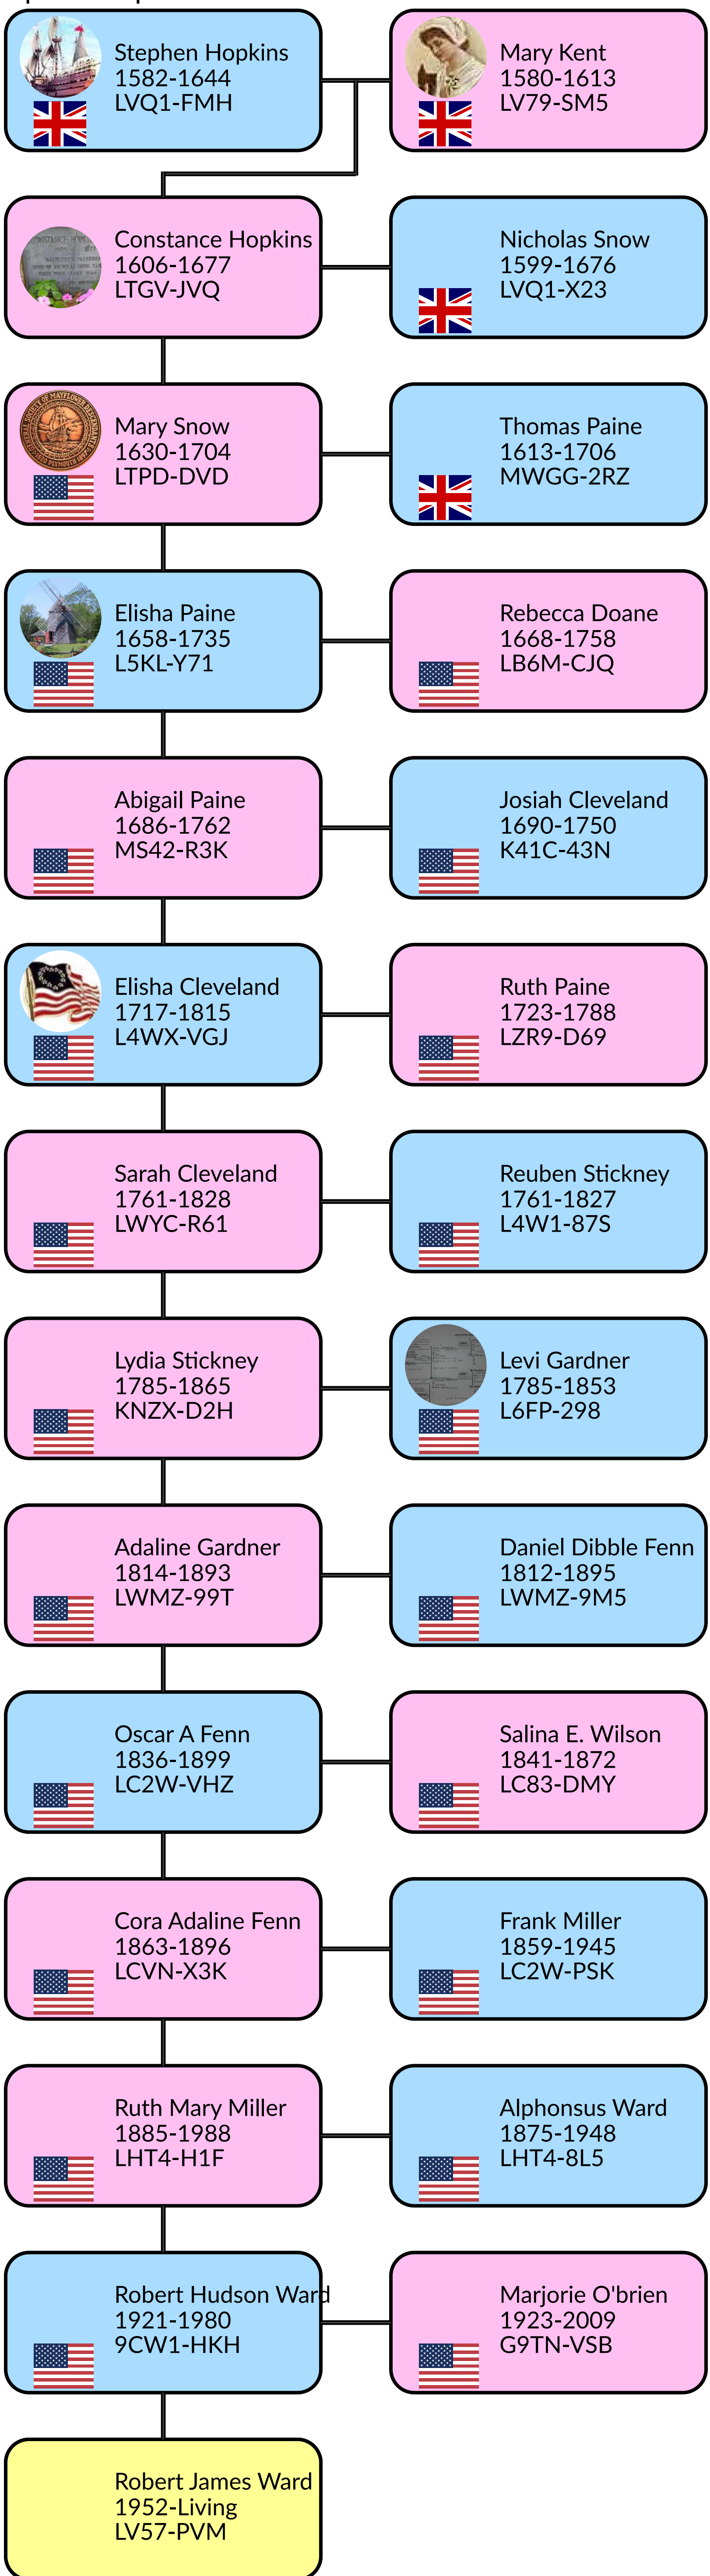 Stephen Hopkins
1582-1644
LVQ1-FMH
Mary Kent
1580-1613
LV79-SM5
Constance Hopkins
1606-1677
LTGV-JVQ
Nicholas Snow
1599-1676
LVQ1-X23
Mary Snow
1630-1704
LTPD-DVD
Thomas Paine
1613-1706
MWGG-2RZ
Elisha Paine
1658-1735
L5KL-Y71
Rebecca Doane
1668-1758
LB6M-CJQ
Abigail Paine
1686-1762
MS42-R3K
Josiah Cleveland
1690-1750
K41C-43N
Elisha Cleveland
1717-1815
L4WX-VGJ
Ruth Paine
1723-1788
LZR9-D69
Sarah Cleveland
1761-1828
LWYC-R61
Reuben Stickney
1761-1827
L4W1-87S
Lydia Stickney
1785-1865
KNZX-D2H
Levi Gardner
1785-1853
L6FP-298
Adaline Gardner
1814-1893
LWMZ-99T
Daniel Dibble Fenn
1812-1895
LWMZ-9M5
Oscar A Fenn
1836-1899
LC2W-VHZ
Salina E. Wilson
1841-1872
LC83-DMY
Cora Adaline Fenn
1863-1896
LCVN-X3K
Frank Miller
1859-1945
LC2W-PSK
Ruth Mary Miller
1885-1988
LHT4-H1F
Alphonsus Ward
1875-1948
LHT4-8L5
Robert Hudson Ward
1921-1980
9CW1-HKH
Marjorie O'brien
1923-2009
G9TN-VSB
Robert James Ward
1952-Living
LV57-PVM